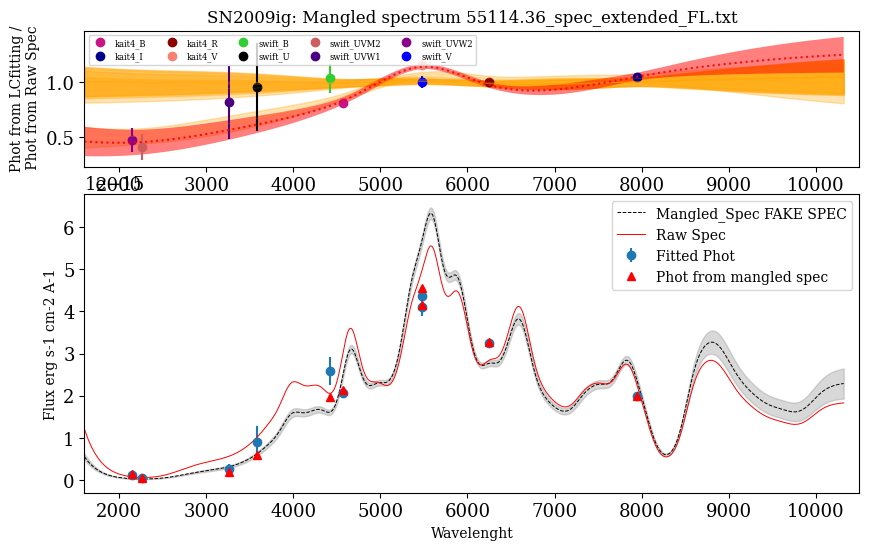 SN2009ig: Mangled spectrum 55114.36_spec_extended_FL.txt
Phot from LCfitting /
Phot from Raw Spec
kait4_B kait4_R swift_B swift_UVM2 swift_UVW2
kait4_I kait4_V swift_U swift_UVW1 swift_V
1.0
0.5
2000 3000 4000 5000 6000 7000 8000 9000 10000
1e−15
Flux erg s-1 cm-2 A-1
Mangled_Spec FAKE SPEC
Raw Spec
Fitted Phot
Phot from mangled spec
6
5
4
3
2
1
0
2000 3000 4000 5000 6000 7000 8000 9000 10000
Wavelenght